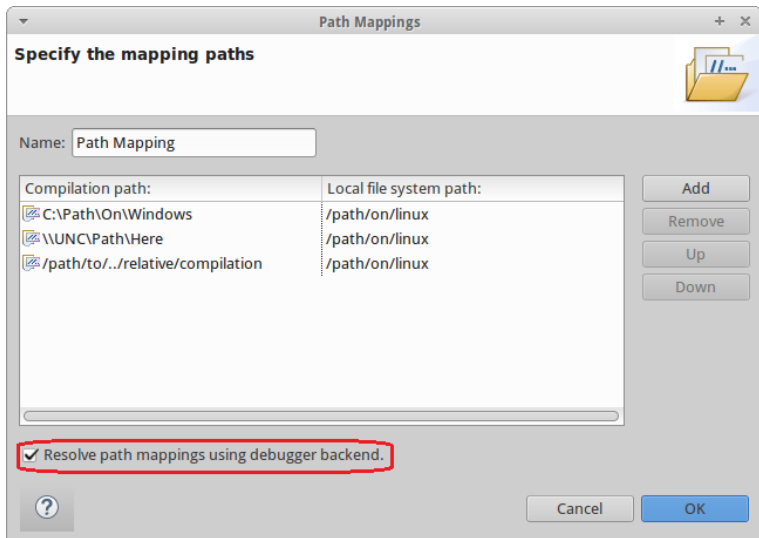 Path Mappings
Specify the mapping paths
//...
Name: Path Mapping
Compilation path: Local file system path:
C:\Path\On\Windows /path/on/linux
\\UNC\Path\Here /path/on/linux
/path/to/../relative/compilation /path/on/linux
Add
Remove
Up
Down
Resolve path mappings using debugger backend.
?
Cancel OK